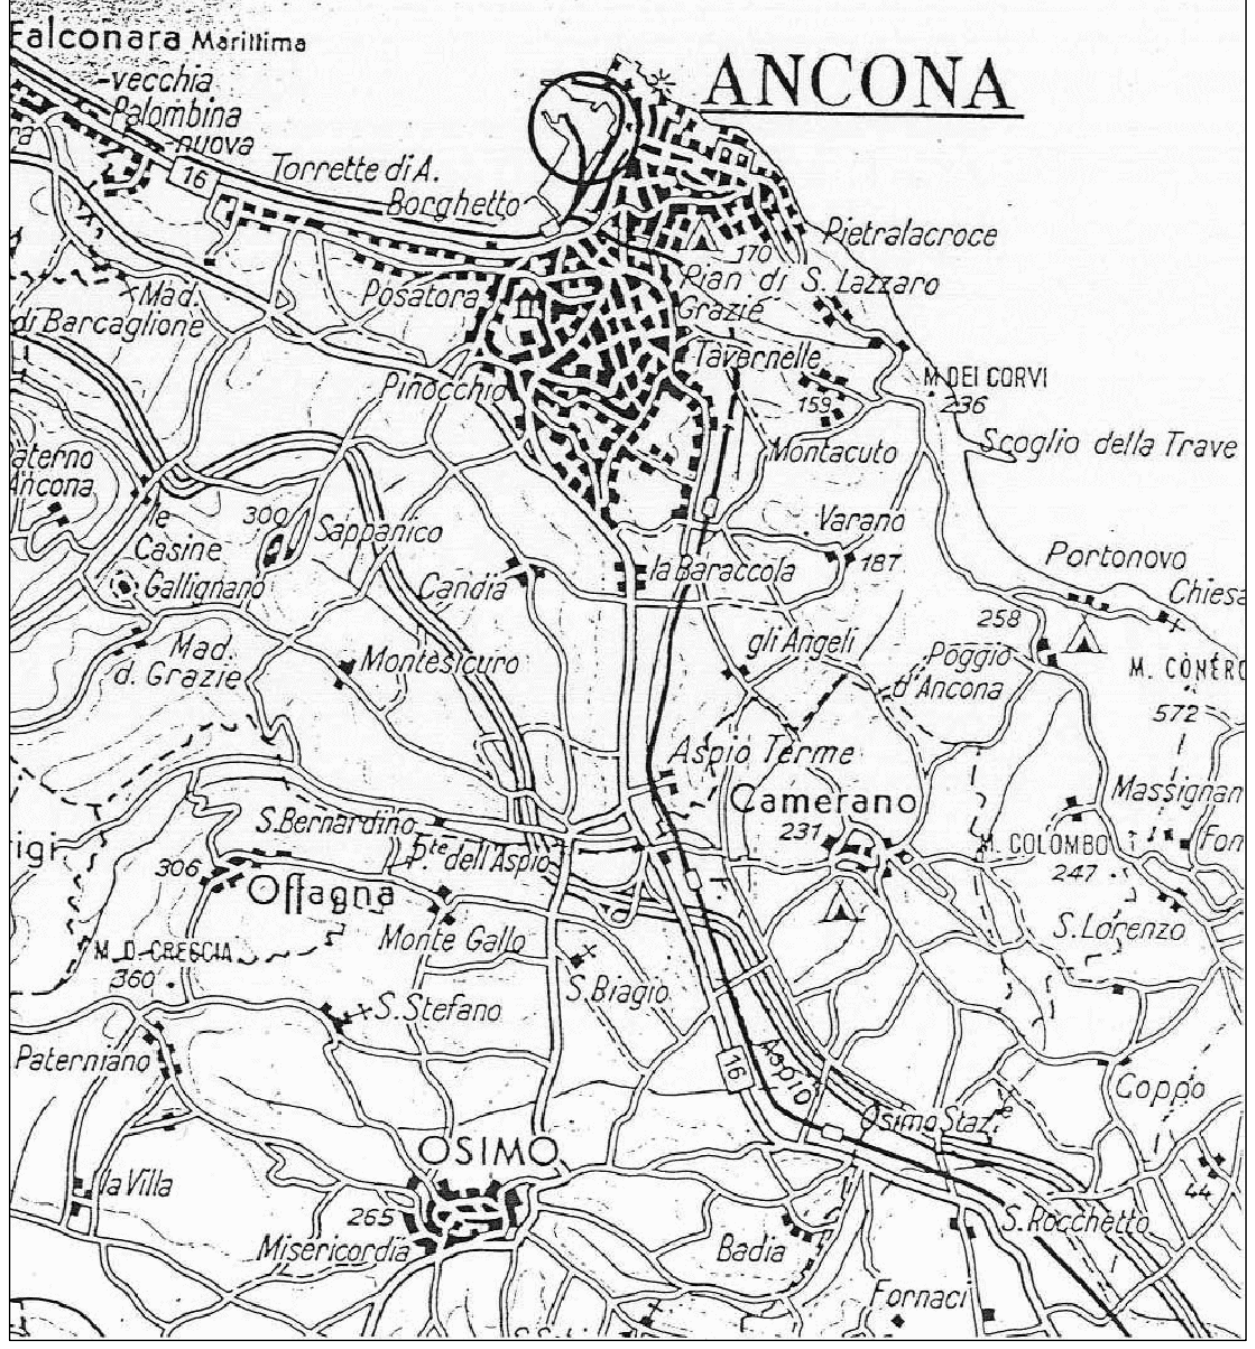 Falconara Marittima
ANCONA
vecchia
Palombina
nuova
16
Torrette di A.
Borghetto
Pietralacroce
170
Pian di S. Lazzaro
Grazie
Posatora
Mad.
di Barcaglione
Tavernelle
Pinocchio
M. DEI CORVI
236
159
Montacuto
Scoglio della Trave
aterno
Ancona
le
Casine
300
Sappanico
Varano
187
Portonovo
Chiesa
Gallignano
Candia
la Baraccola
258
Mad.
d. Grazie
Montesicuro
gli Angeli
Poggio
d'Ancona
M. CONERO
572
Aspio Terme
Camerano
231
Massignan
S. Bernardino
P.te dell'Aspio
igi
306
Offagna
M. COLOMBO
247
Fon
Monte Gallo
S. Lorenzo
M. D. CRESCIA
360
S. Biagio
S. Stefano
Paterniano
16
Aspio
Coppo
Osimo Staz.e
OSIMO
la Villa
265
Misericordia
44
S. Rocchetto
Badia
Fornaci